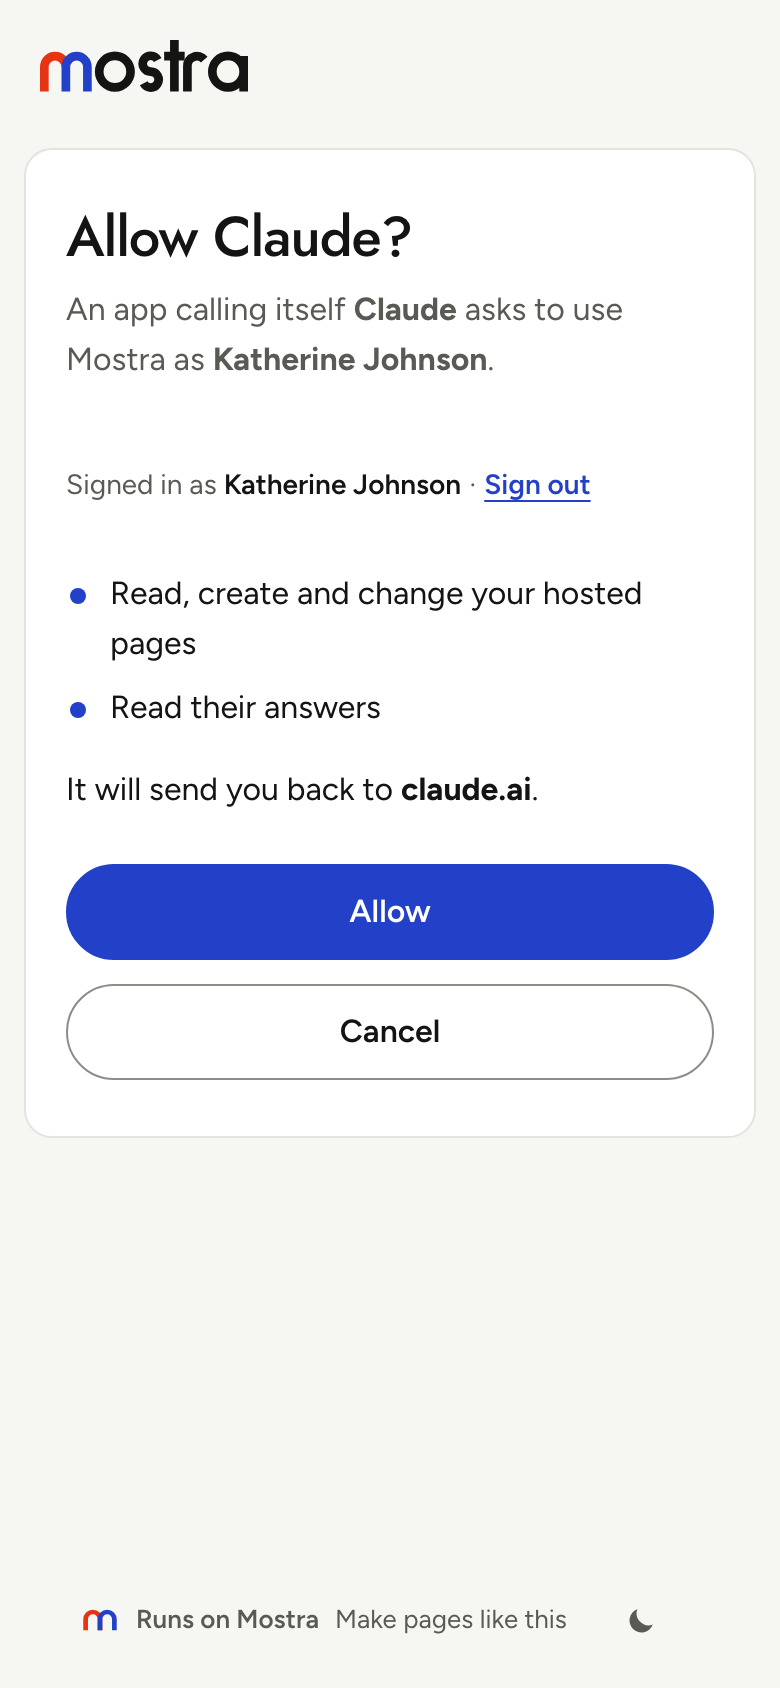 mostra
Allow Claude?
An app calling itself Claude asks to use
Mostra as Katherine Johnson.
Signed in as Katherine Johnson · Sign out
Read, create and change your hosted
pages
Read their answers
It will send you back to claude.ai.
Allow
Cancel
m Runs on Mostra Make pages like this